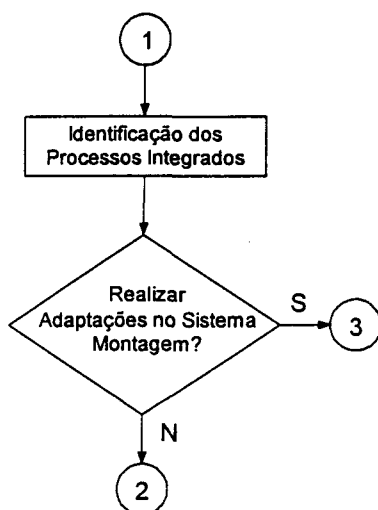 1
Identificação dos
Processos Integrados
Realizar
Adaptações no Sistema
Montagem?
S
3
N
2